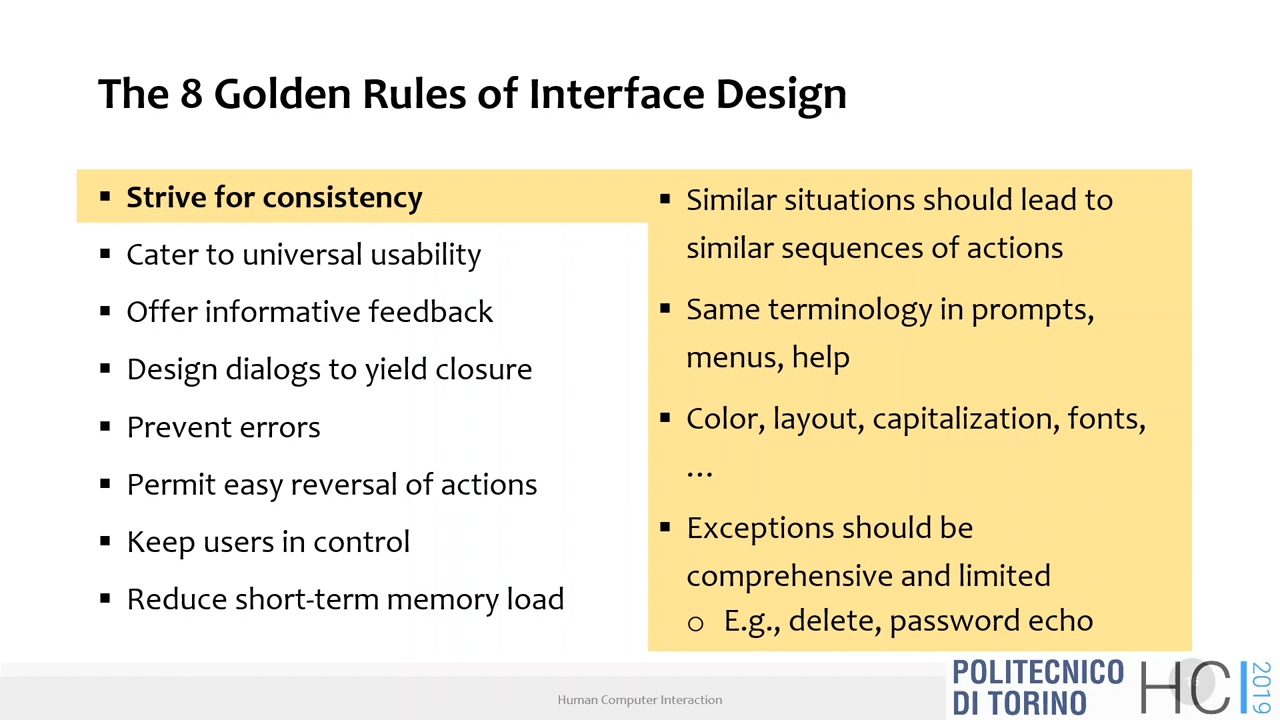 The 8 Golden Rules of Interface Design
▪ Strive for consistency
▪ Cater to universal usability
▪ Offer informative feedback
▪ Design dialogs to yield closure
▪ Prevent errors
▪ Permit easy reversal of actions
▪ Keep users in control
▪ Reduce short-term memory load
▪ Similar situations should lead to
similar sequences of actions
▪ Same terminology in prompts,
menus, help
▪ Color, layout, capitalization, fonts,
…
▪ Exceptions should be
comprehensive and limited
o E.g., delete, password echo
Human Computer Interaction
POLITECNICO
DI TORINO
HCI
2019